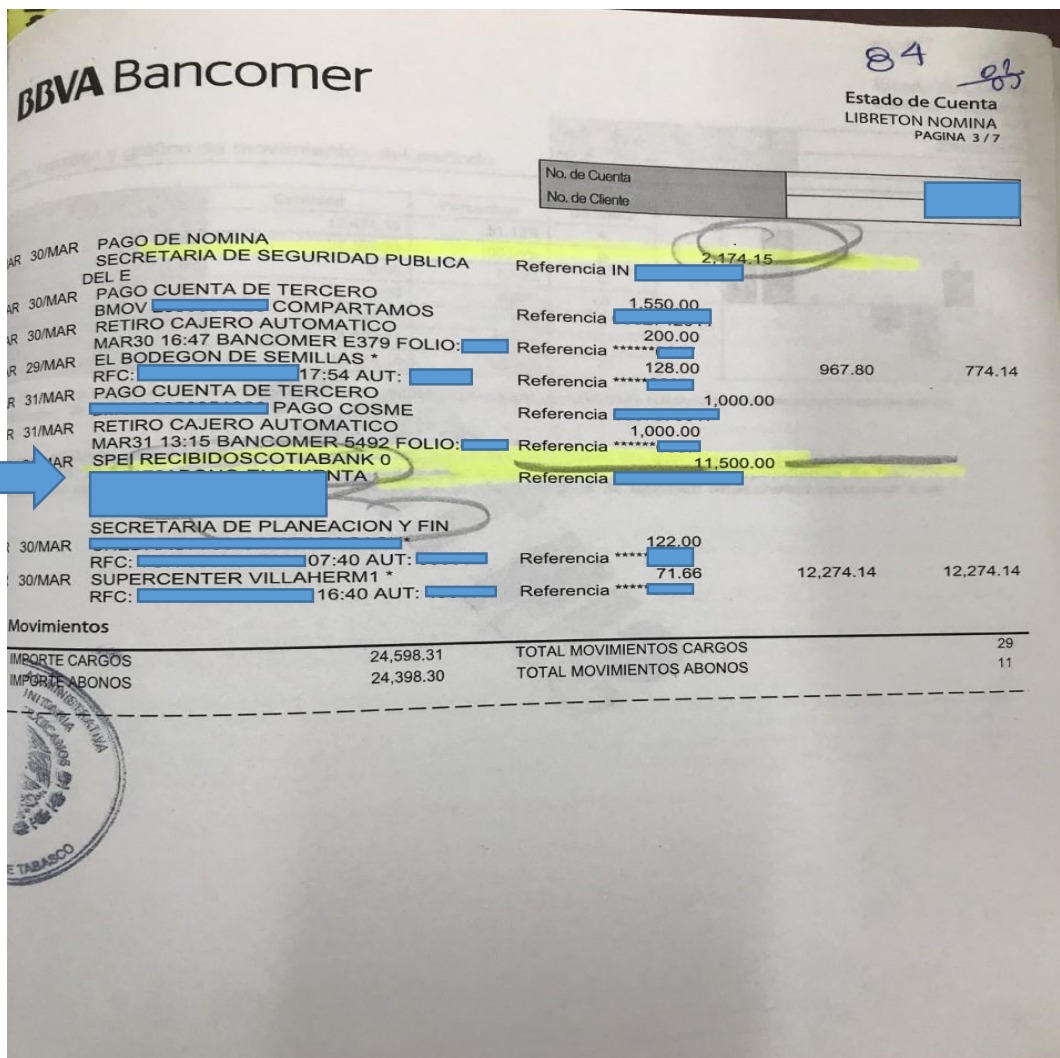 84
BBVA Bancomer
Estado de Cuenta
LIBRETON NOMINA
PAGINA 3 / 7
No. de Cuenta
No. de Cliente
AR 30/MAR PAGO DE NOMINA 2,174.15
SECRETARIA DE SEGURIDAD PUBLICA Referencia IN
DEL E
AR 30/MAR PAGO CUENTA DE TERCERO 1,550.00
BMOV COMPARTAMOS Referencia
AR 30/MAR RETIRO CAJERO AUTOMATICO 200.00
MAR30 16:47 BANCOMER E379 FOLIO: Referencia ******
R 29/MAR EL BODEGON DE SEMILLAS * 128.00 967.80 774.14
RFC: 17:54 AUT: Referencia *****
R 31/MAR PAGO CUENTA DE TERCERO 1,000.00
PAGO COSME Referencia
R 31/MAR RETIRO CAJERO AUTOMATICO 1,000.00
MAR31 13:15 BANCOMER 5492 FOLIO: Referencia ******
MAR SPEI RECIBIDOSCOTIABANK 0 11,500.00
NTA Referencia
SECRETARIA DE PLANEACION Y FIN
30/MAR * 122.00
RFC: 07:40 AUT: Referencia *****
30/MAR SUPERCENTER VILLAHERM1 * 71.66 12,274.14 12,274.14
RFC: 16:40 AUT: Referencia *****
Movimientos
IMPORTE CARGOS 24,598.31 TOTAL MOVIMIENTOS CARGOS 29
IMPORTE ABONOS 24,398.30 TOTAL MOVIMIENTOS ABONOS 11
ADMINISTRATIVA
MEXICANOS
E TABASCO